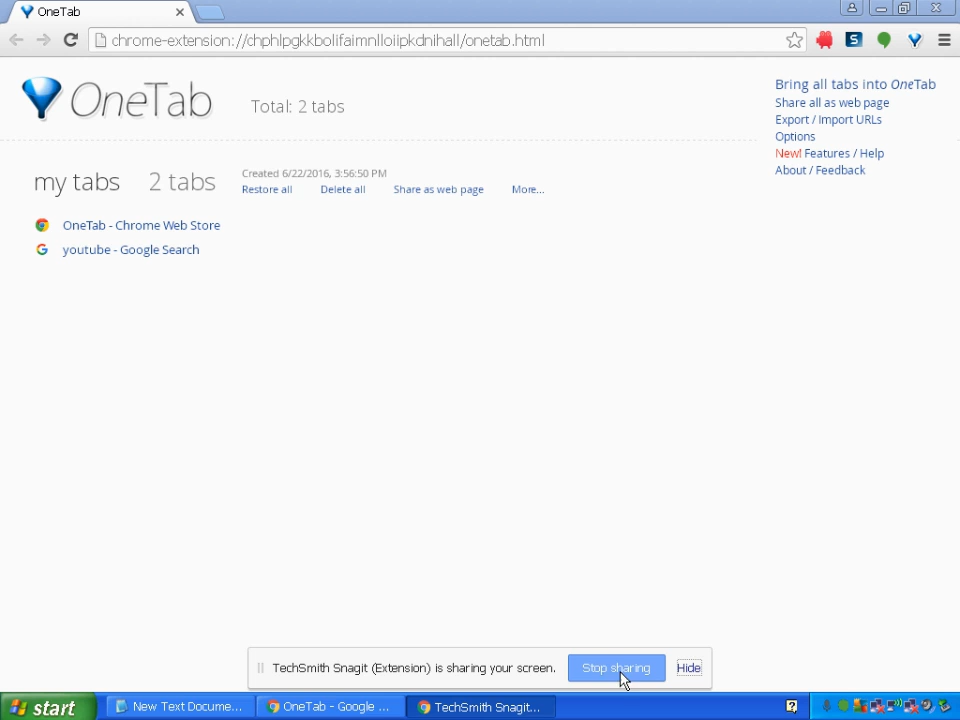 OneTab
chrome-extension://chphlpgkkbolifaimnlloiipkdnihall/onetab.html
S
OneTab
Total: 2 tabs
Bring all tabs into OneTab
Share all as web page
Export / Import URLs
Options
New! Features / Help
About / Feedback
my tabs
2 tabs
Created 6/22/2016, 3:56:50 PM
Restore all
Delete all
Share as web page
More...
OneTab - Chrome Web Store
G
youtube - Google Search
TechSmith Snagit (Extension) is sharing your screen.
Stop sharing
Hide
start
New Text Docume...
OneTab - Google ...
TechSmith Snagit...
?